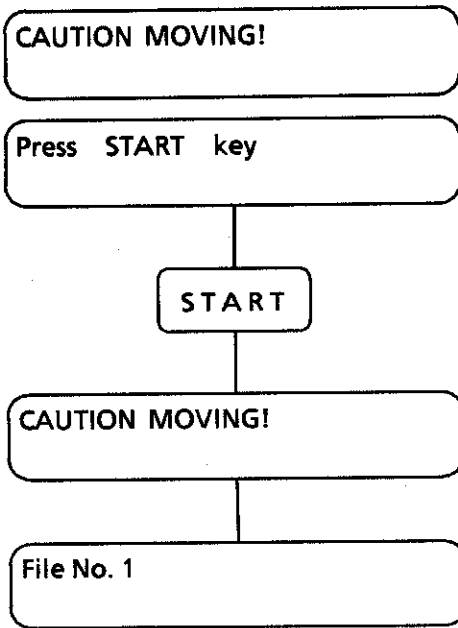 CAUTION MOVING!
Press START key
START
CAUTION MOVING!
File No. 1